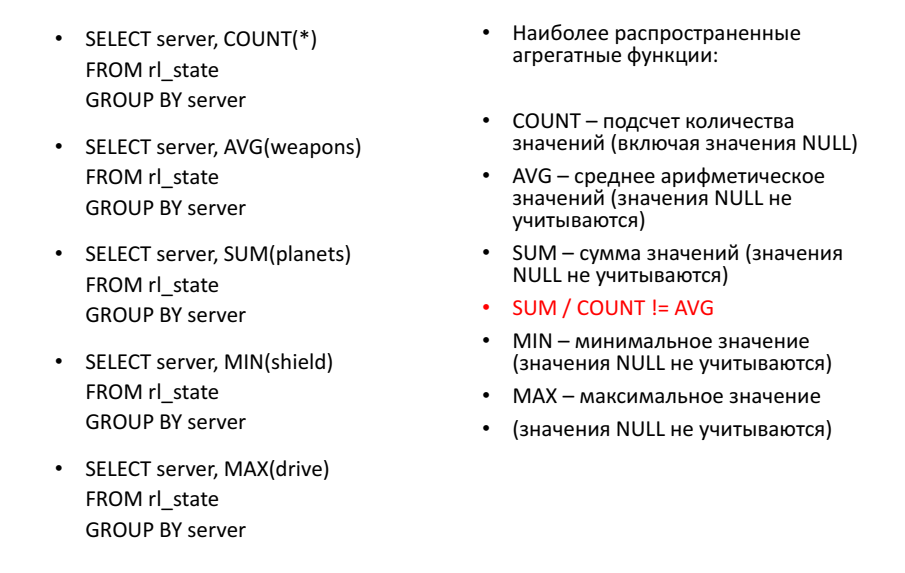 • SELECT server, COUNT(*)
FROM rl_state
GROUP BY server
• SELECT server, AVG(weapons)
FROM rl_state
GROUP BY server
• SELECT server, SUM(planets)
FROM rl_state
GROUP BY server
• SELECT server, MIN(shield)
FROM rl_state
GROUP BY server
• SELECT server, MAX(drive)
FROM rl_state
GROUP BY server
• Наиболее распространенные
агрегатные функции:
• COUNT – подсчет количества
значений (включая значения NULL)
• AVG – среднее арифметическое
значений (значения NULL не
учитываются)
• SUM – сумма значений (значения
NULL не учитываются)
• SUM / COUNT != AVG
• MIN – минимальное значение
(значения NULL не учитываются)
• MAX – максимальное значение
• (значения NULL не учитываются)